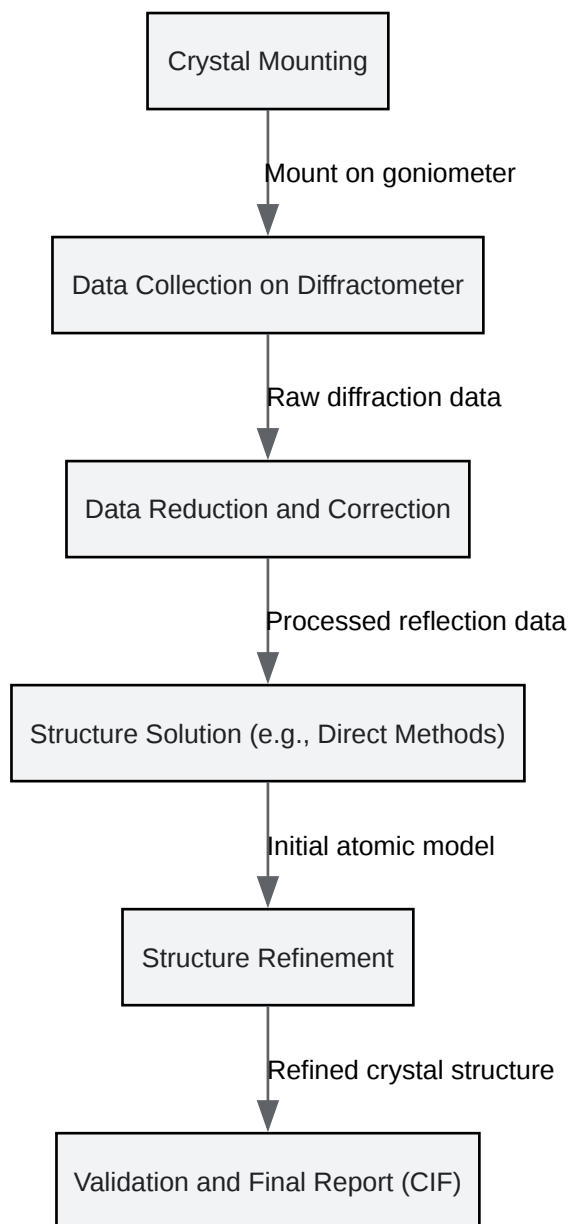 Crystal Mounting
Mount on goniometer
Data Collection on Diffractometer
Raw diffraction data
Data Reduction and Correction
Processed reflection data
Structure Solution (e.g., Direct Methods)
Initial atomic model
Structure Refinement
Refined crystal structure
Validation and Final Report (CIF)